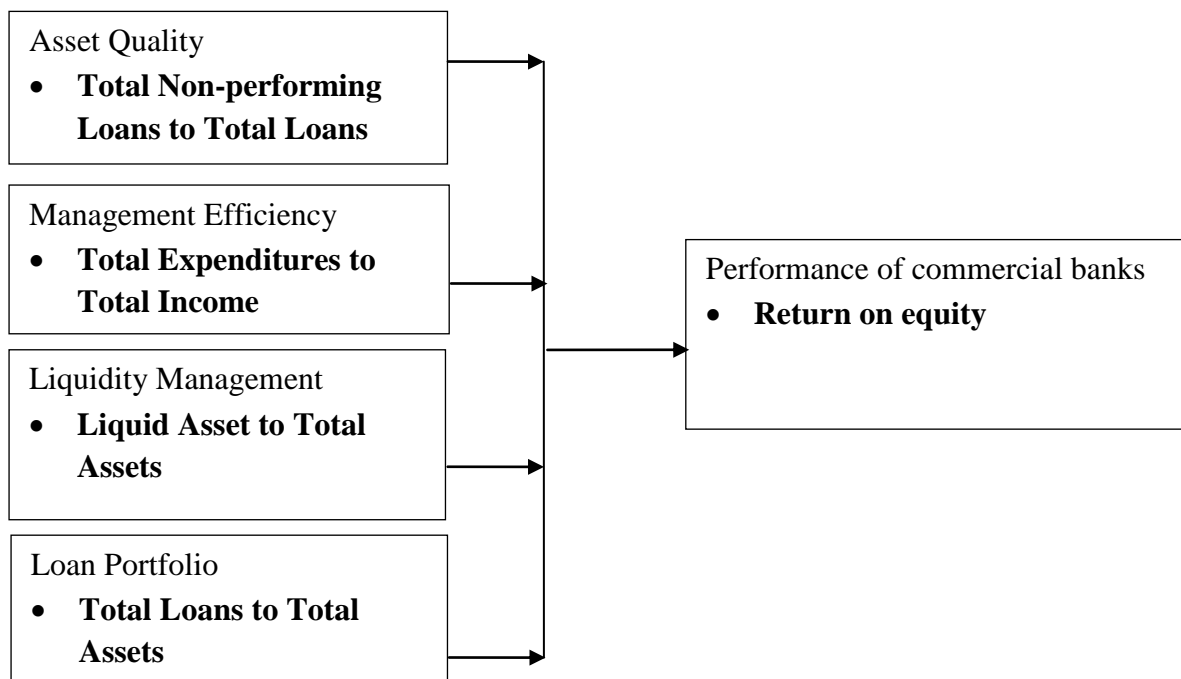 Asset Quality
• Total Non-performing
Loans to Total Loans
Management Efficiency
• Total Expenditures to
Total Income
Liquidity Management
• Liquid Asset to Total
Assets
Loan Portfolio
• Total Loans to Total
Assets
Performance of commercial banks
• Return on equity